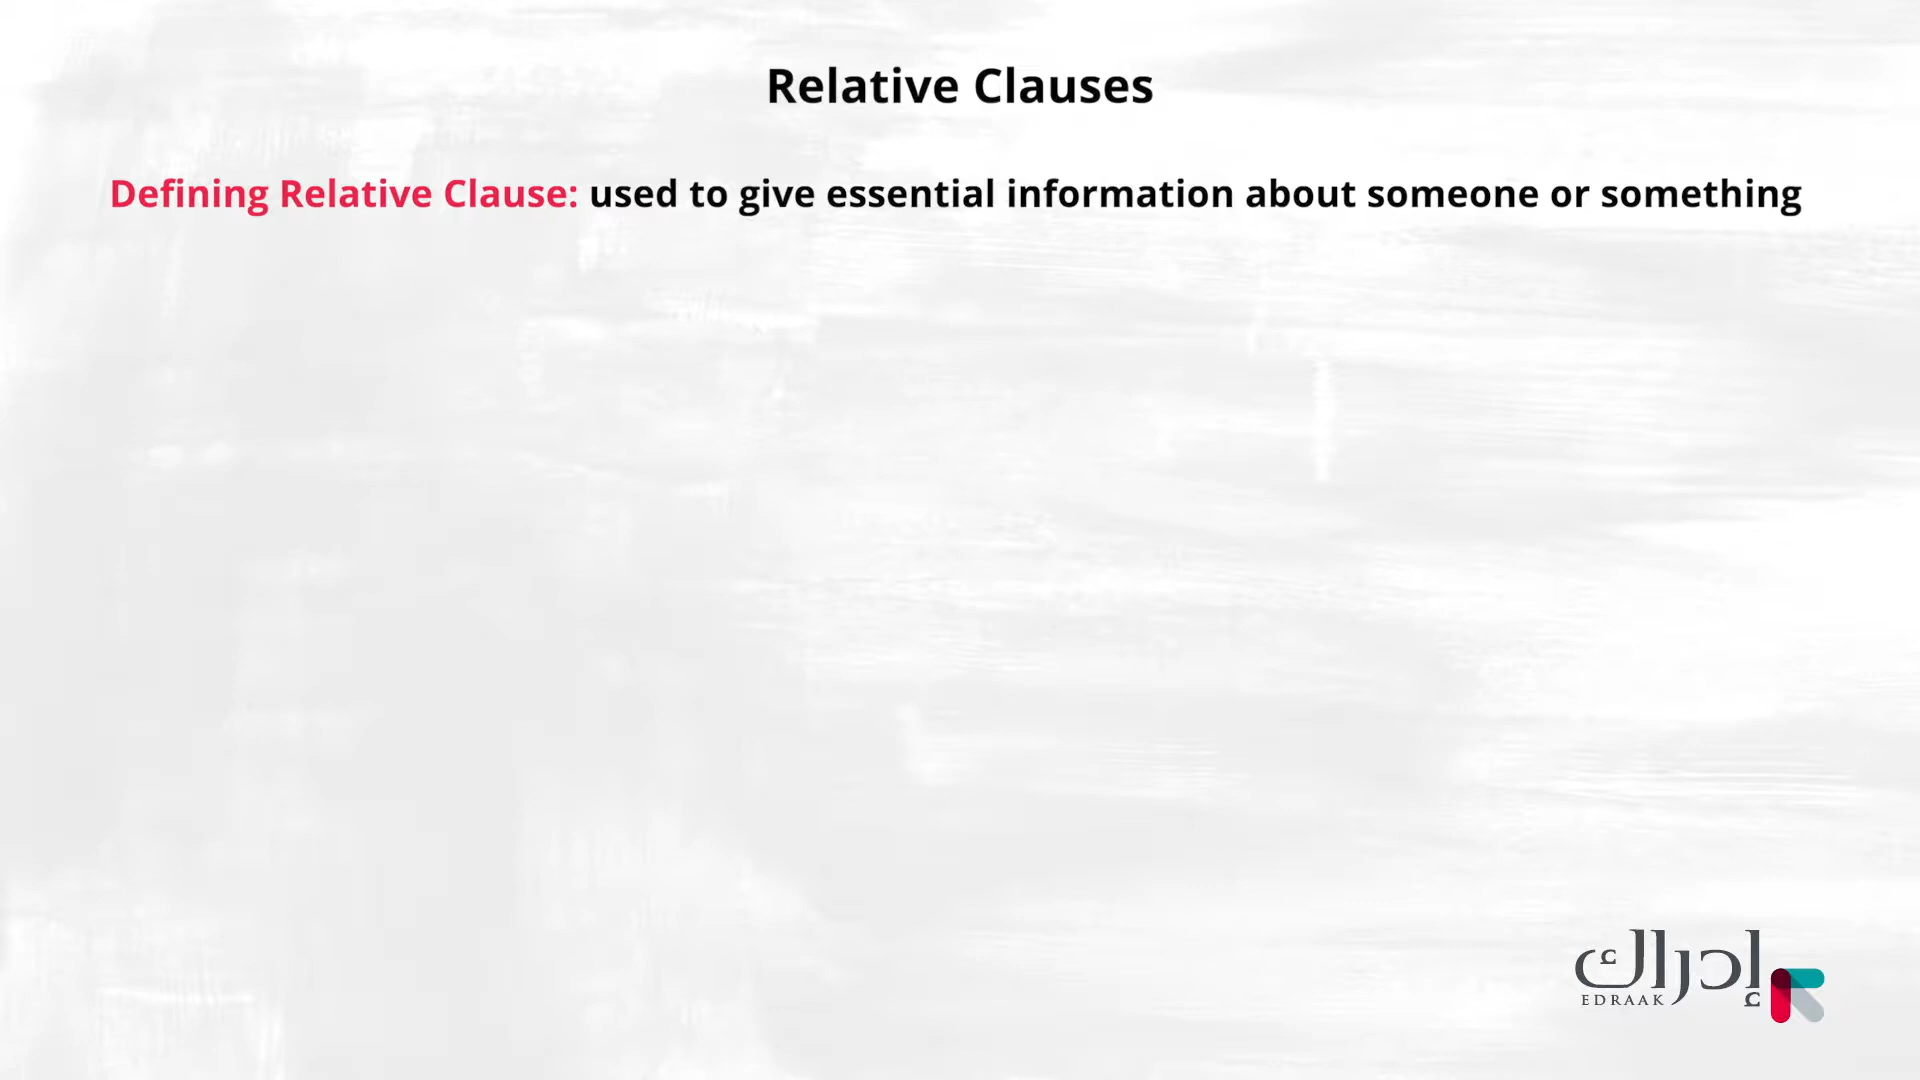 Relative Clauses
Defining Relative Clause: used to give essential information about someone or something
إدراك
EDRAAK